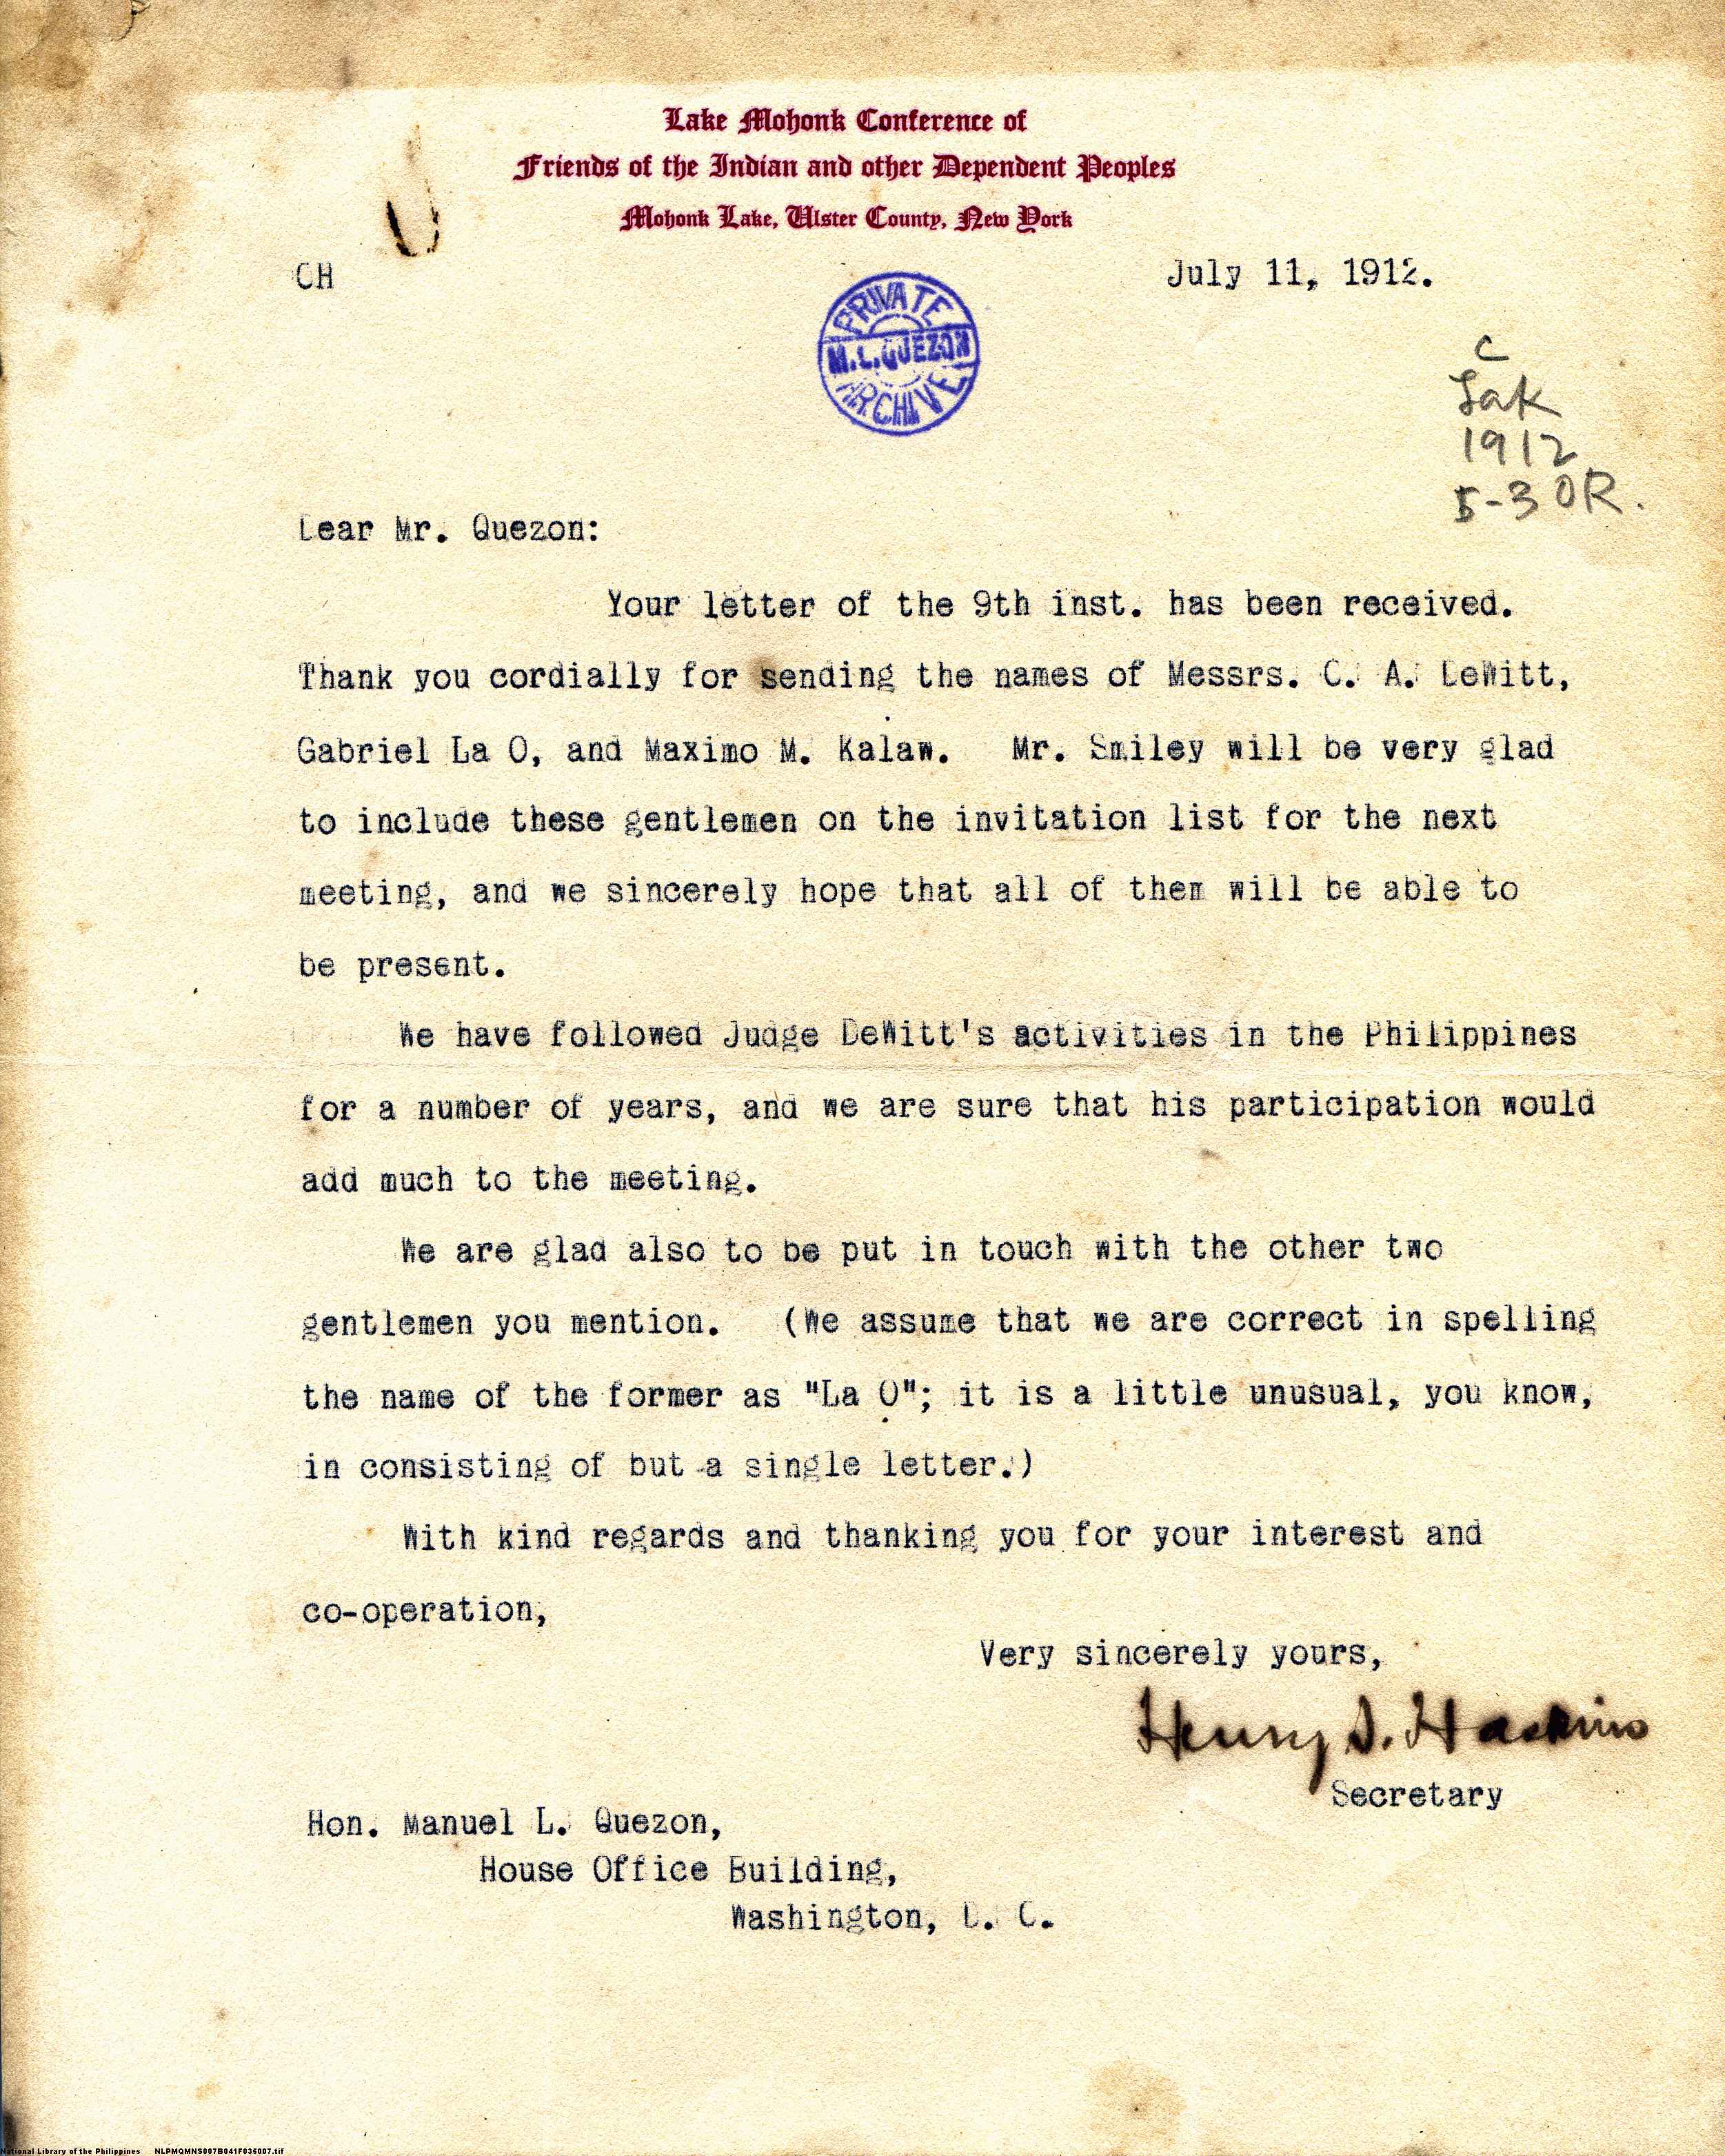 Lake Mohonk Conference of
Friends of the Indian and other Dependent Peoples
Mohonk Lake, Ulster County, New York
CH
July 11, 1912.
PRIVATE
M.L.QUEZON
ARCHIVE
C
Lak
1912
5-30R.
Dear Mr. Quezon:
Your letter of the 9th inst. has been received.
Thank you cordially for sending the names of Messrs. C. A. DeWitt,
Gabriel La O, and Maximo M. Kalaw. Mr. Smiley will be very glad
to include these gentlemen on the invitation list for the next
meeting, and we sincerely hope that all of them will be able to
be present.
We have followed Judge DeWitt's activities in the Philippines
for a number of years, and we are sure that his participation would
add much to the meeting.
We are glad also to be put in touch with the other two
gentlemen you mention. (We assume that we are correct in spelling
the name of the former as "La O"; it is a little unusual, you know,
in consisting of but a single letter.)
With kind regards and thanking you for your interest and
co-operation,
Very sincerely yours,
Henry S. Haskins
Secretary
Hon. Manuel L. Quezon,
House Office Building,
Washington, D. C.
National Library of the Philippines NLPMQMNS007B041F035007.tif